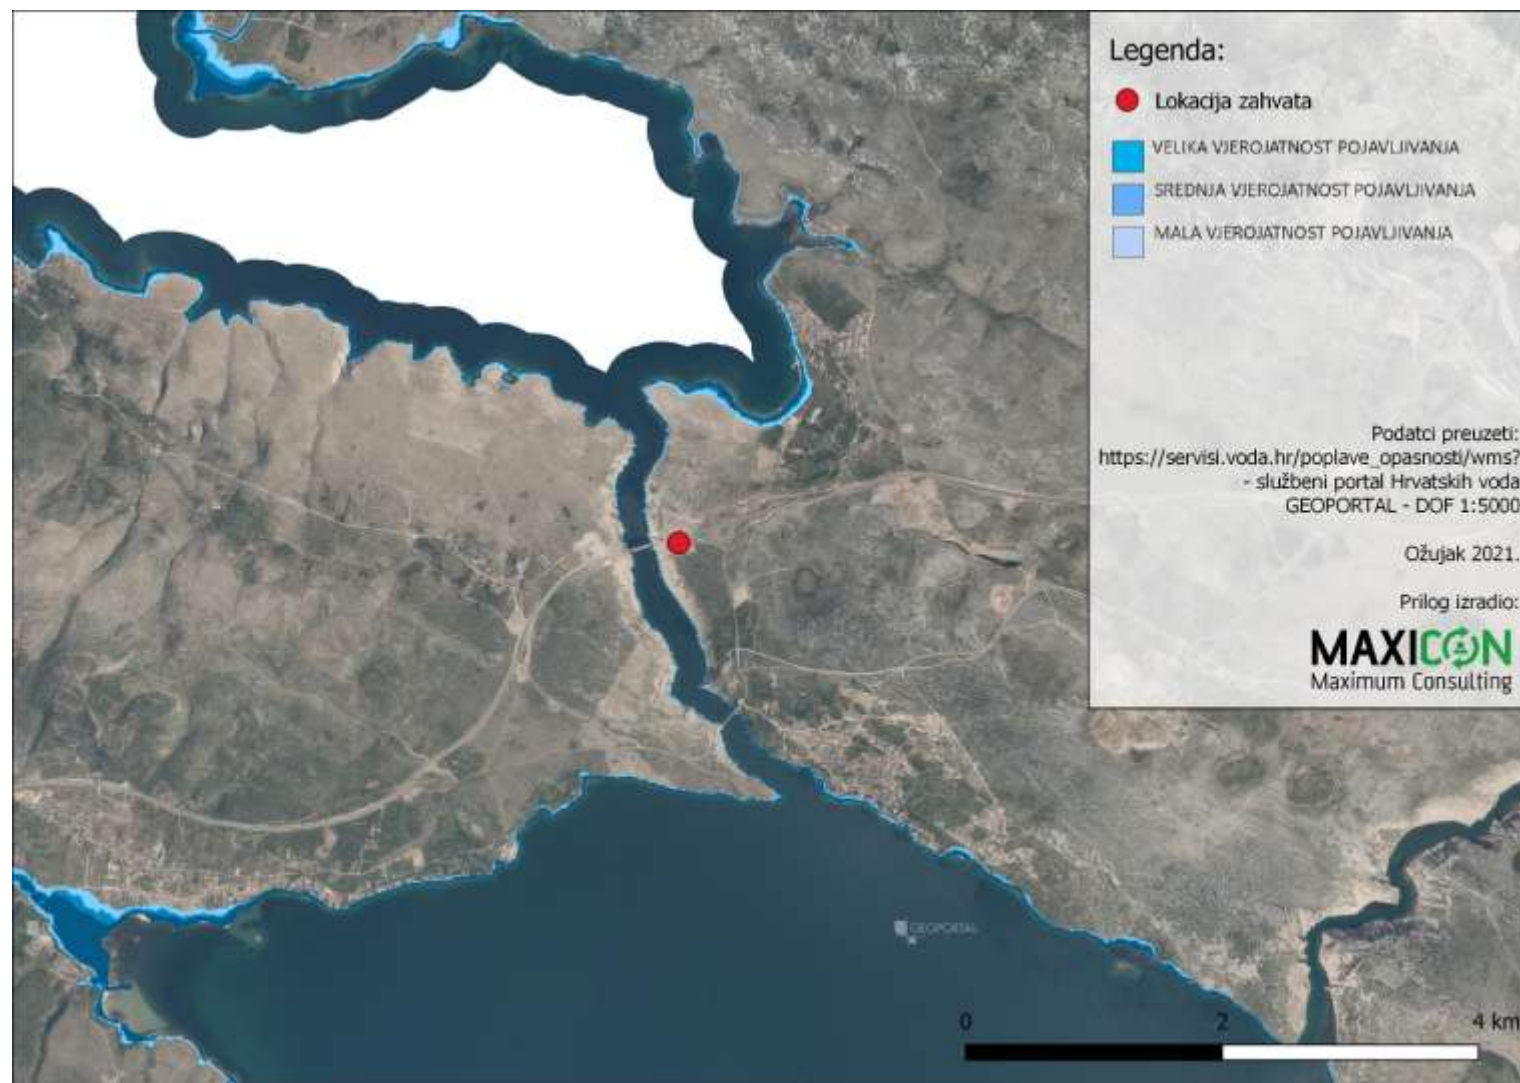 Legenda:
Lokacija zahvata
VELIKA VJEROJATNOST POJAVLJIVANJA
SREDNJA VJEROJATNOST POJAVLJIVANJA
MALA VJEROJATNOST POJAVLJIVANJA
Podatci preuzeti:
https://servisi.voda.hr/poplave_opasnosti/wms?
- službeni portal Hrvatskih voda
GEOPORTAL - DOF 1:5000
Ožujak 2021.
Prilog izradio:
MAXICON
Maximum Consulting
GEOPORTAL
0 2 4 km